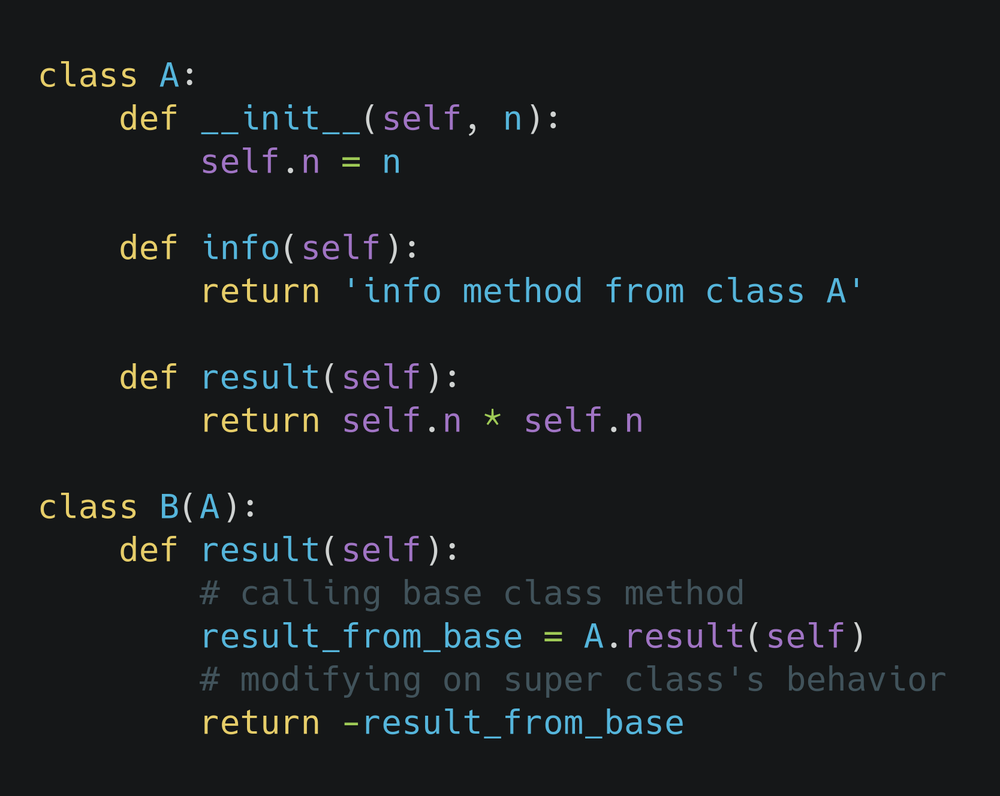 class A:
    def __init__(self, n):
        self.n = n

    def info(self):
        return 'info method from class A'

    def result(self):
        return self.n * self.n

class B(A):
    def result(self):
        # calling base class method
        result_from_base = A.result(self)
        # modifying on super class's behavior
        return -result_from_base